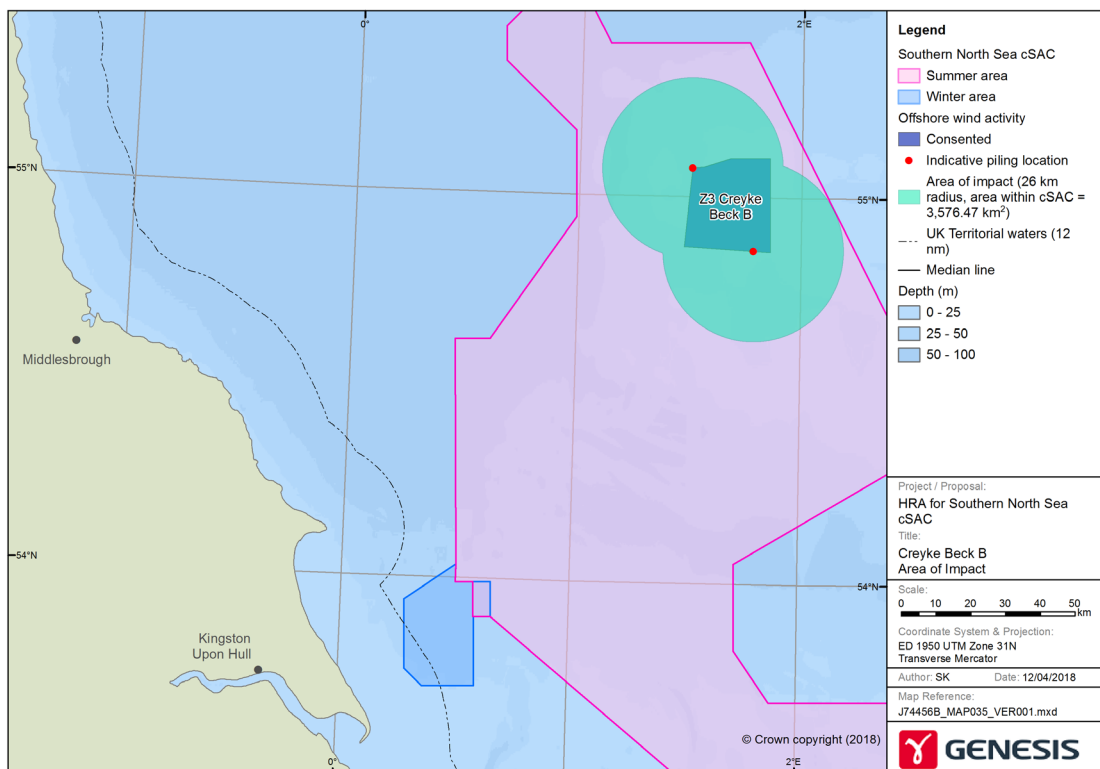 0°
2°E
55°N
55°N
Z3 Creyke
Beck B
Middlesbrough
54°N
54°N
Kingston
Upon Hull
0°
2°E
© Crown copyright (2018)
Legend
Southern North Sea cSAC
Summer area
Winter area
Offshore wind activity
Consented
Indicative piling location
Area of impact (26 km
radius, area within cSAC =
3,576.47 km²)
UK Territorial waters (12
nm)
Median line
Depth (m)
0 - 25
25 - 50
50 - 100
Project / Proposal:
HRA for Southern North Sea
cSAC
Title:
Creyke Beck B
Area of Impact
Scale:
0 10 20 30 40 50
km
Coordinate System & Projection:
ED 1950 UTM Zone 31N
Transverse Mercator
Author: SK Date: 12/04/2018
Map Reference:
J74456B_MAP035_VER001.mxd
GENESIS